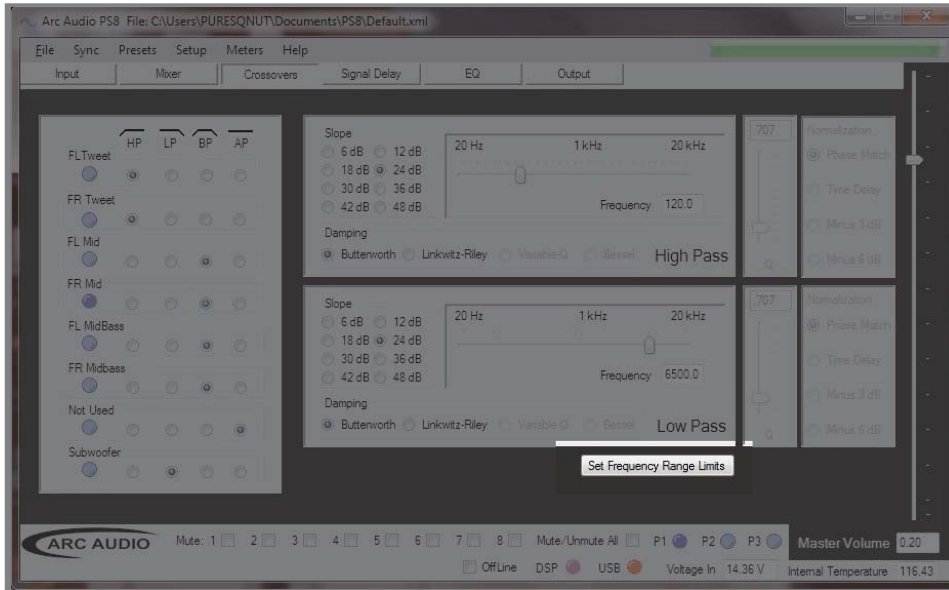 Arc Audio PS8 File: C:\Users\PURESQNUT\Documents\PS8\Default.xml
File Sync Presets Setup Meters Help
Input Mixer Crossovers Signal Delay EQ Output
HP LP BP AP
FLTweet
FR Tweet
FL Mid
FR Mid
FL MidBass
FR Midbass
Not Used
Subwoofer
Slope
6 dB 12 dB
18 dB 24 dB
30 dB 36 dB
42 dB 48 dB
20 Hz 1 kHz 20 kHz
Frequency 120.0
Damping
Butterworth Linkwitz-Riley Variable-Q Bessel High Pass
.707
Q
Normalization
Phase Match
Time Delay
Minus 3 dB
Minus 6 dB
Slope
6 dB 12 dB
18 dB 24 dB
30 dB 36 dB
42 dB 48 dB
20 Hz 1 kHz 20 kHz
Frequency 6500.0
Damping
Butterworth Linkwitz-Riley Variable-Q Bessel Low Pass
.707
Q
Normalization
Phase Match
Time Delay
Minus 3 dB
Minus 6 dB
Set Frequency Range Limits
ARC AUDIO
Mute: 1 2 3 4 5 6 7 8 Mute/Unmute All P1 P2 P3
Master Volume 0.20
OffLine DSP USB Voltage In 14.36 V
Internal Temperature 116.43